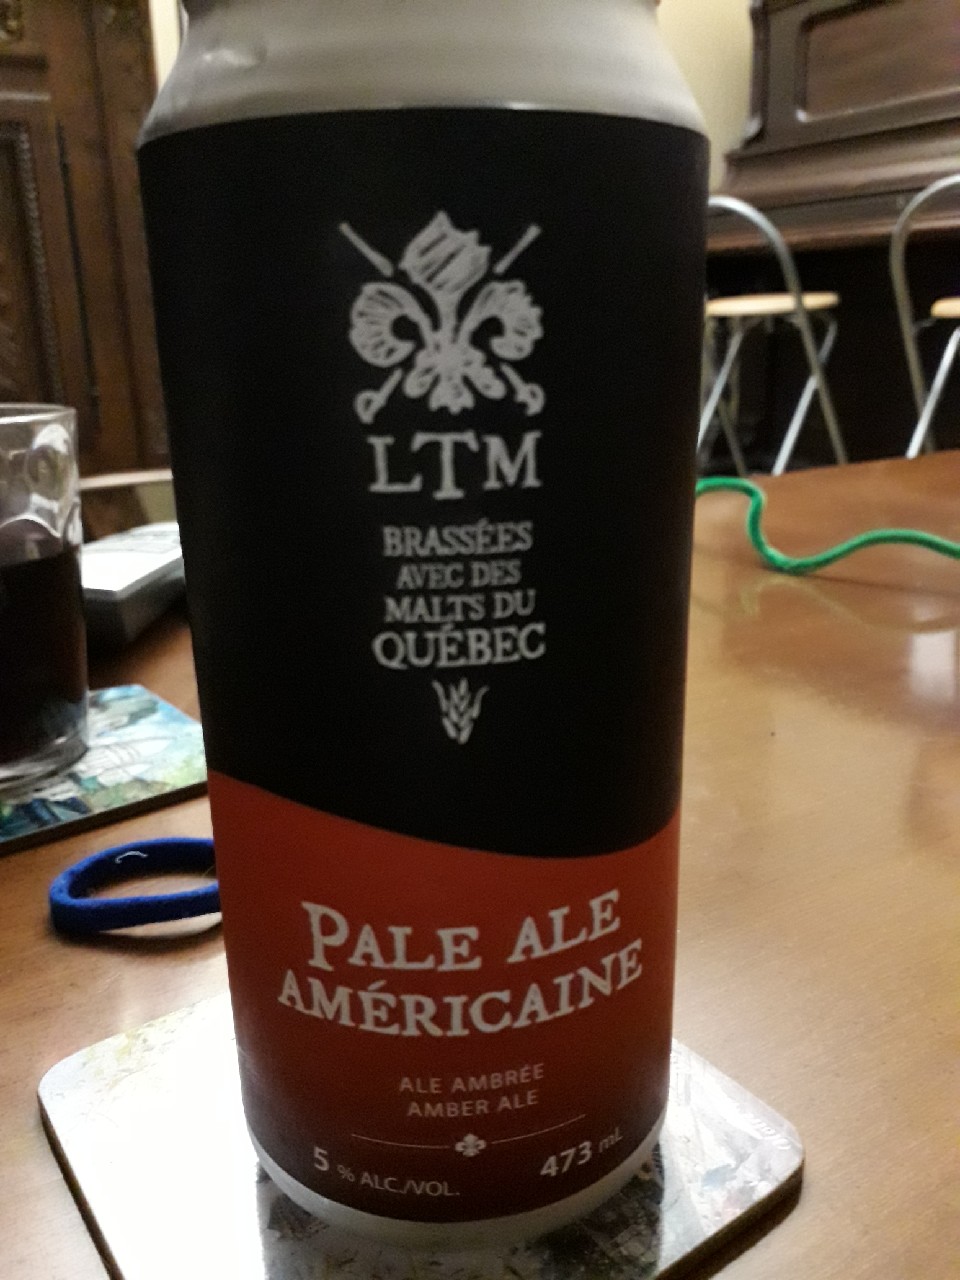 LTM
BRASSÉES
AVEC DES
MALTS DU
QUÉBEC
PALE ALE
AMÉRICAINE
ALE AMBRÉE
AMBER ALE
5 % ALC./VOL. 473 mL